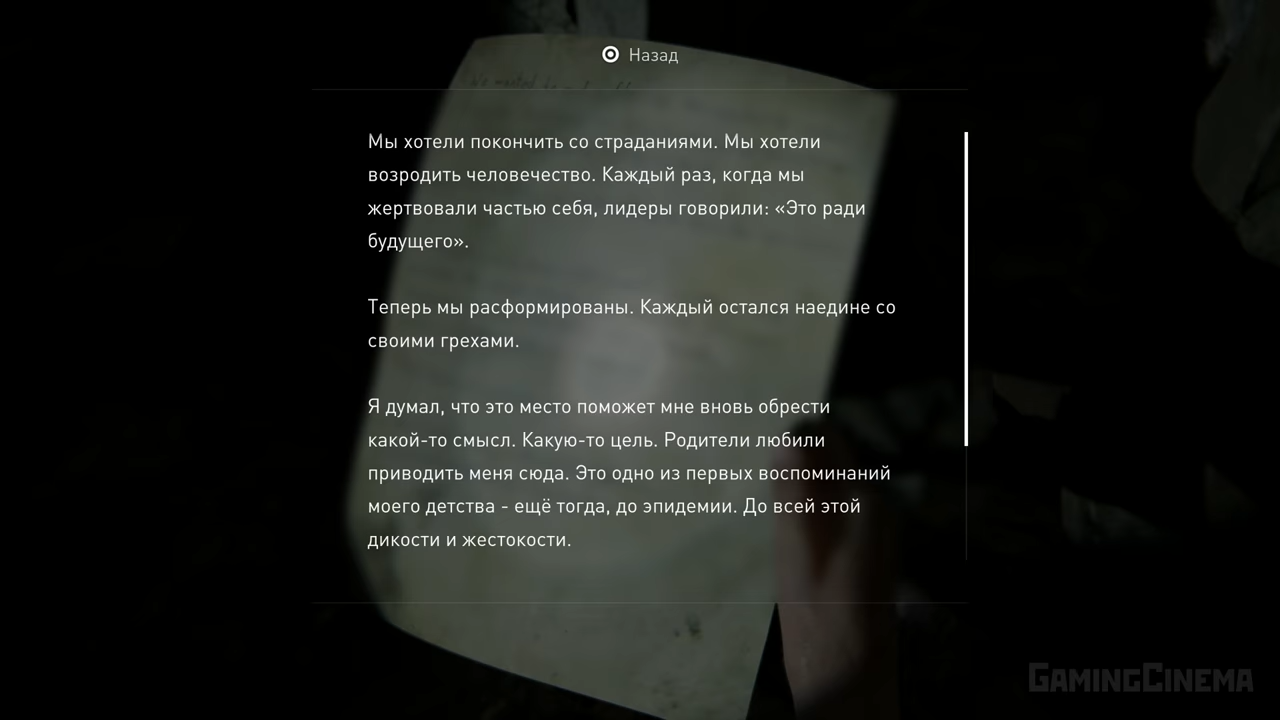 Назад
Мы хотели покончить со страданиями. Мы хотели
возродить человечество. Каждый раз, когда мы
жертвовали частью себя, лидеры говорили: «Это ради
будущего».
Теперь мы расформированы. Каждый остался наедине со
своими грехами.
Я думал, что это место поможет мне вновь обрести
какой-то смысл. Какую-то цель. Родители любили
приводить меня сюда. Это одно из первых воспоминаний
моего детства - ещё тогда, до эпидемии. До всей этой
дикости и жестокости.
GAMINGCINEMA